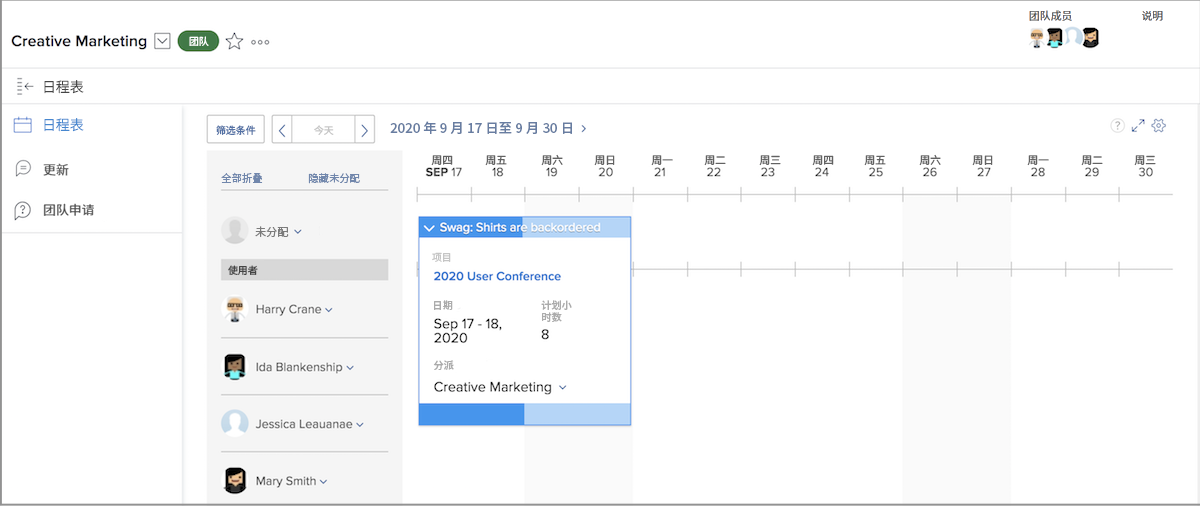 团队成员
说明
Creative Marketing
团队
日程表
日程表
更新
团队申请
筛选条件
今天
2020 年 9 月 17 日至 9 月 30 日
?
全部折叠
隐藏未分配
周四 周五 周六 周日 周一 周二 周三 周四 周五 周六 周日 周一 周二 周三
SEP 17 18 19 20 21 22 23 24 25 26 27 28 29 30
未分配
使用者
Harry Crane
Ida Blankenship
Jessica Leauanae
Mary Smith
Swag: Shirts are backordered
项目
2020 User Conference
日期
计划小
时数
Sep 17 - 18,
2020
8
分派
Creative Marketing